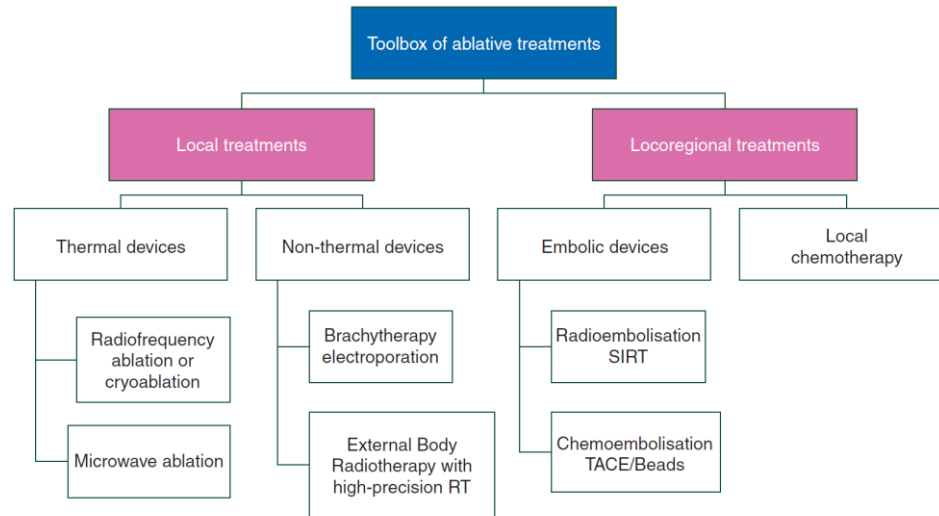 Toolbox of ablative treatments
Local treatments
Locoregional treatments
Thermal devices
Non-thermal devices
Embolic devices
Local
chemotherapy
Radiofrequency
ablation or
cryoablation
Brachytherapy
electroporation
Radioembolisation
SIRT
Microwave ablation
External Body
Radiotherapy with
high-precision RT
Chemoembolisation
TACE/Beads